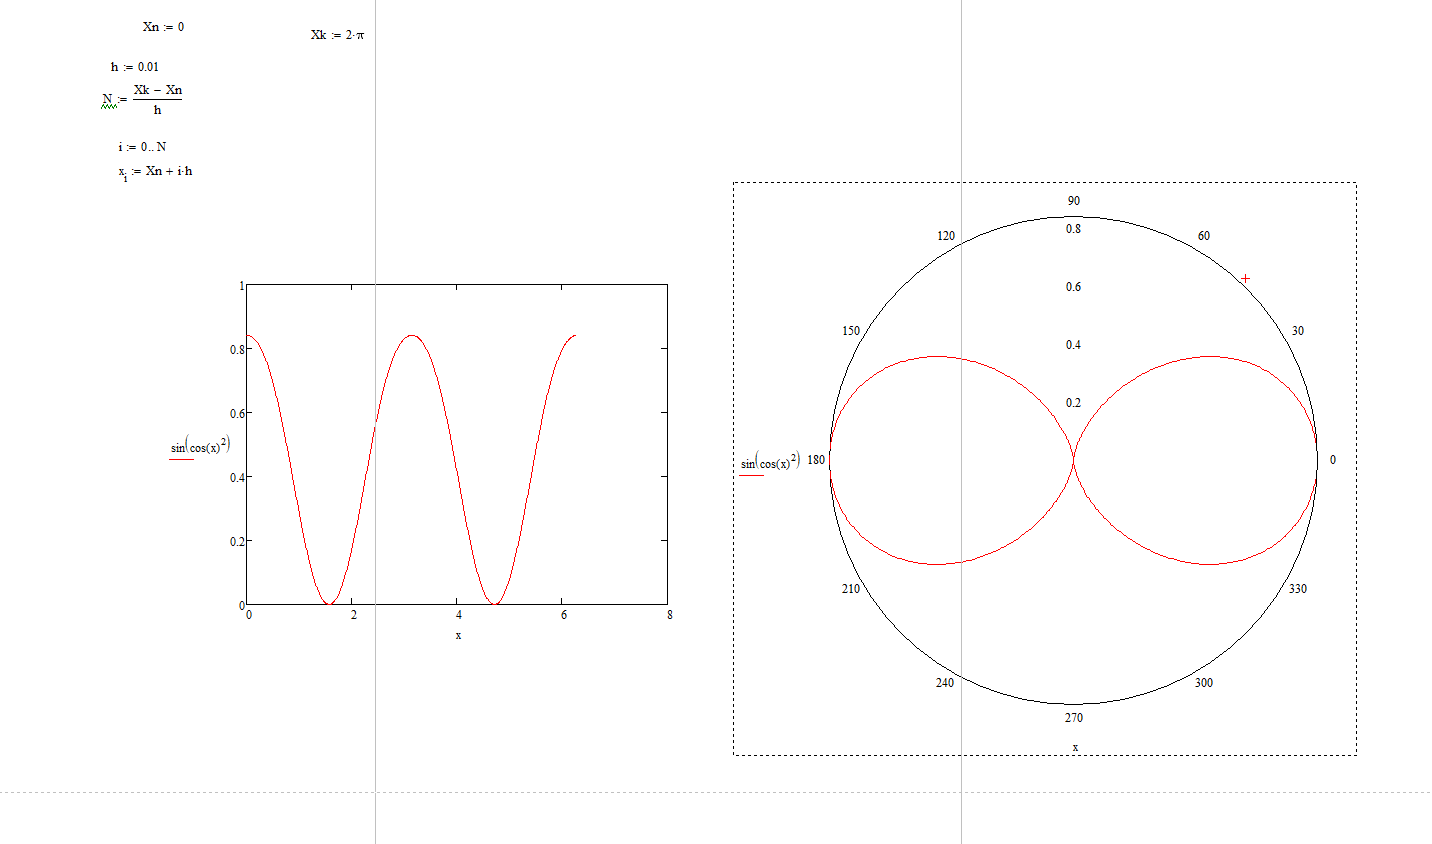 Xn := 0
Xk := 2·π
h := 0.01
N := (Xk − Xn)/h
i := 0.. N
x_i := Xn + i·h
1
0.8
0.6
0.4
0.2
0
sin(cos(x)^2)
0 2 4 6 8
x
90
120 60
0.8
0.6
150 30
0.4
0.2
sin(cos(x)^2) 180 0
210 330
240 300
270
x